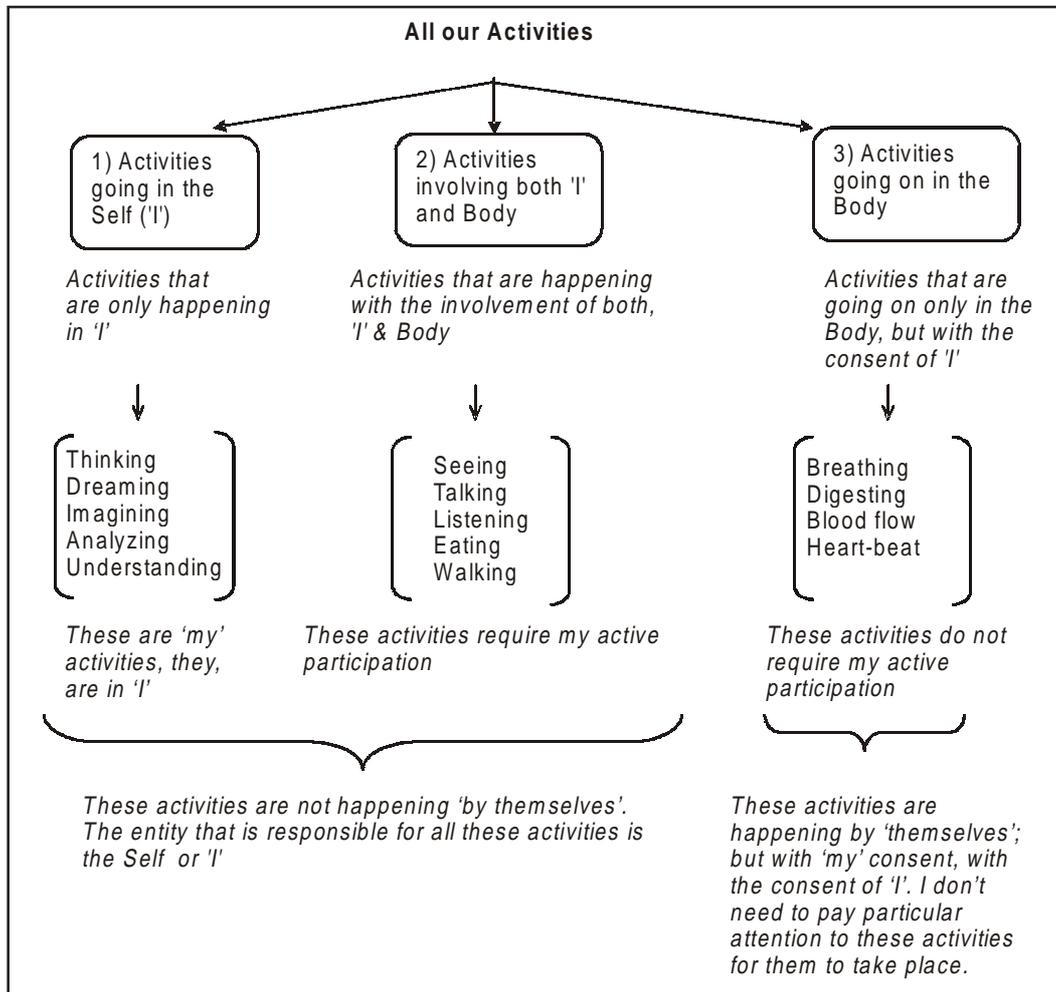 All our Activities
1) Activities
going in the
Self ('I')
2) Activities
involving both 'I'
and Body
3) Activities
going on in the
Body
Activities that
are only happening
in ‘I’
Activities that are happening
with the involvement of both,
'I' & Body
Activities that are
going on only in the
Body, but with the
consent of 'I'
Thinking
Dreaming
Imagining
Analyzing
Understanding
Seeing
Talking
Listening
Eating
Walking
Breathing
Digesting
Blood flow
Heart-beat
These are ‘my’
activities, they,
are in ‘I’
These activities require my active
participation
These activities do not
require my active
participation
These activities are not happening ‘by themselves’.
The entity that is responsible for all these activities is
the Self or 'I'
These activities are
happening by ‘themselves’;
but with ‘my’ consent, with
the consent of ‘I’. I don’t
need to pay particular
attention to these activities
for them to take place.